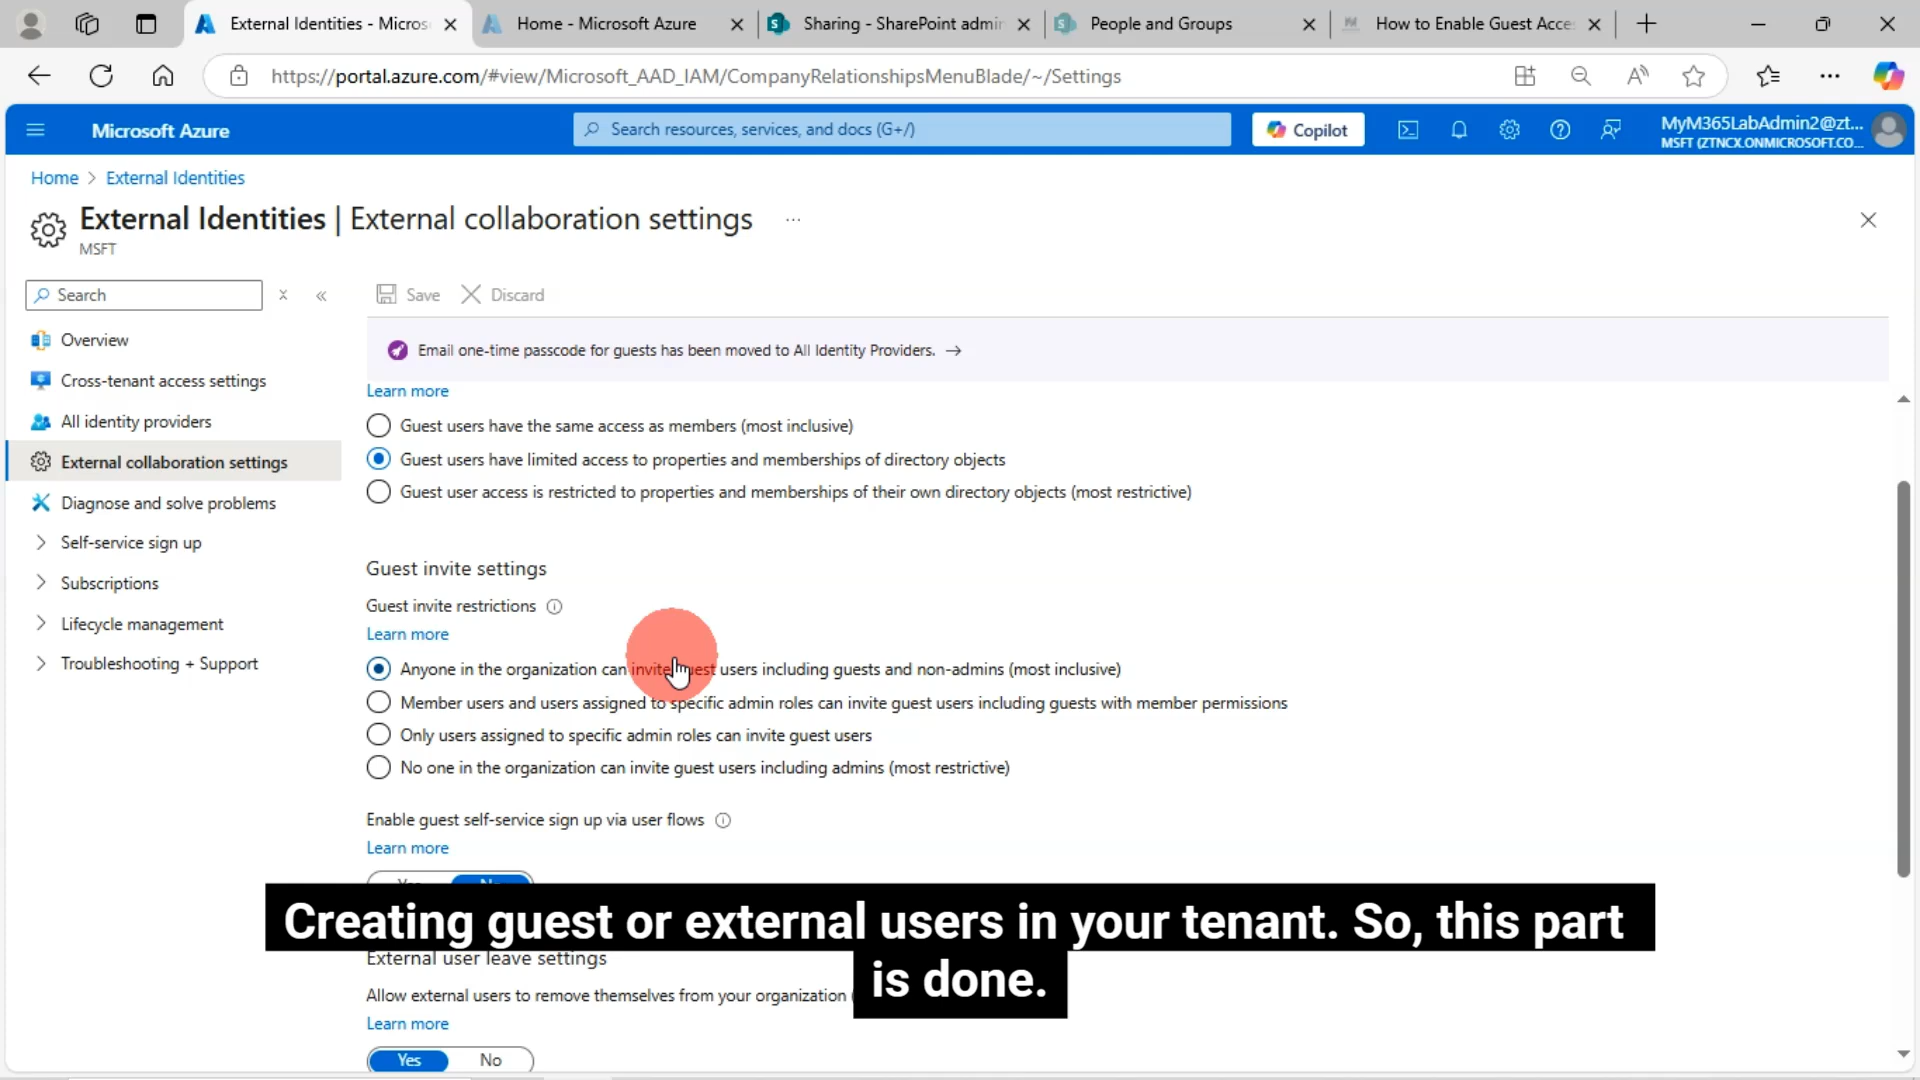 External Identities - Micros
Home - Microsoft Azure
Sharing - SharePoint admin
People and Groups
How to Enable Guest Acce
https://portal.azure.com/#view/Microsoft_AAD_IAM/CompanyRelationshipsMenuBlade/~/Settings
Microsoft Azure
Search resources, services, and docs (G+/)
Copilot
MyM365LabAdmin2@zt...
MSFT (ZTNCX.ONMICROSOFT.CO...
Home > External Identities
External Identities | External collaboration settings ...
MSFT
Search
Save
Discard
Overview
Cross-tenant access settings
All identity providers
External collaboration settings
Diagnose and solve problems
Self-service sign up
Subscriptions
Lifecycle management
Troubleshooting + Support
Email one-time passcode for guests has been moved to All Identity Providers. →
Learn more
Guest users have the same access as members (most inclusive)
Guest users have limited access to properties and memberships of directory objects
Guest user access is restricted to properties and memberships of their own directory objects (most restrictive)
Guest invite settings
Guest invite restrictions
Learn more
Anyone in the organization can invite guest users including guests and non-admins (most inclusive)
Member users and users assigned to specific admin roles can invite guest users including guests with member permissions
Only users assigned to specific admin roles can invite guest users
No one in the organization can invite guest users including admins (most restrictive)
Enable guest self-service sign up via user flows
Learn more
Yes No
Creating guest or external users in your tenant. So, this part
is done.
External user leave settings
Allow external users to remove themselves from your organization (
Learn more
Yes No